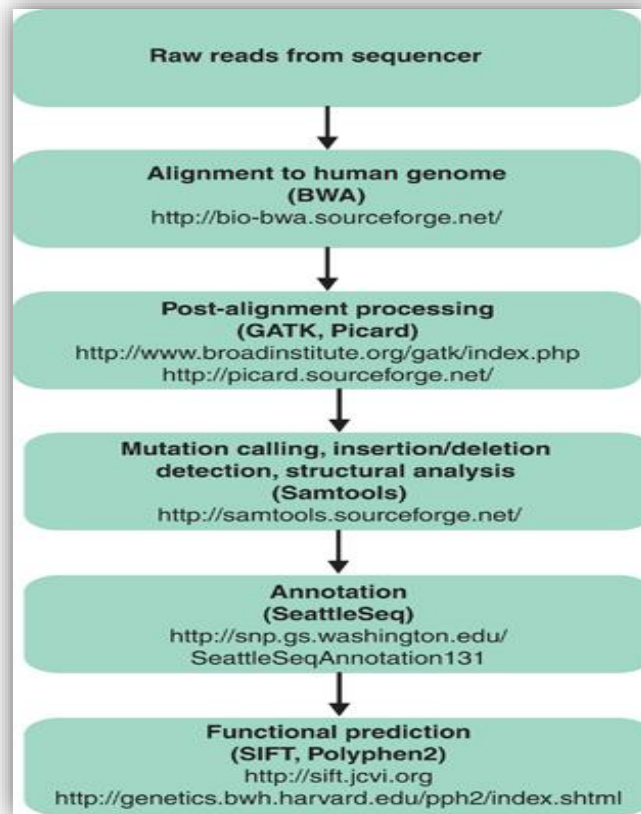 Raw reads from sequencer
Alignment to human genome
(BWA)
http://bio-bwa.sourceforge.net/
Post-alignment processing
(GATK, Picard)
http://www.broadinstitute.org/gatk/index.php
http://picard.sourceforge.net/
Mutation calling, insertion/deletion
detection, structural analysis
(Samtools)
http://samtools.sourceforge.net/
Annotation
(SeattleSeq)
http://snp.gs.washington.edu/
SeattleSeqAnnotation131
Functional prediction
(SIFT, Polyphen2)
http://sift.jcvi.org
http://genetics.bwh.harvard.edu/pph2/index.shtml